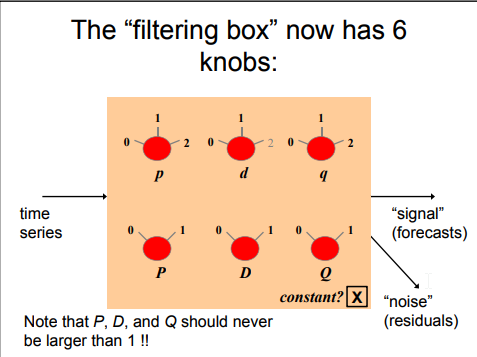 The “filtering box” now has 6
knobs:
1 1 1
0 2 0 2 0 2
p d q
time
series
“signal”
(forecasts)
0 1 0 1 0 1
P D Q
constant? X
“noise”
(residuals)
Note that P, D, and Q should never
be larger than 1 !!